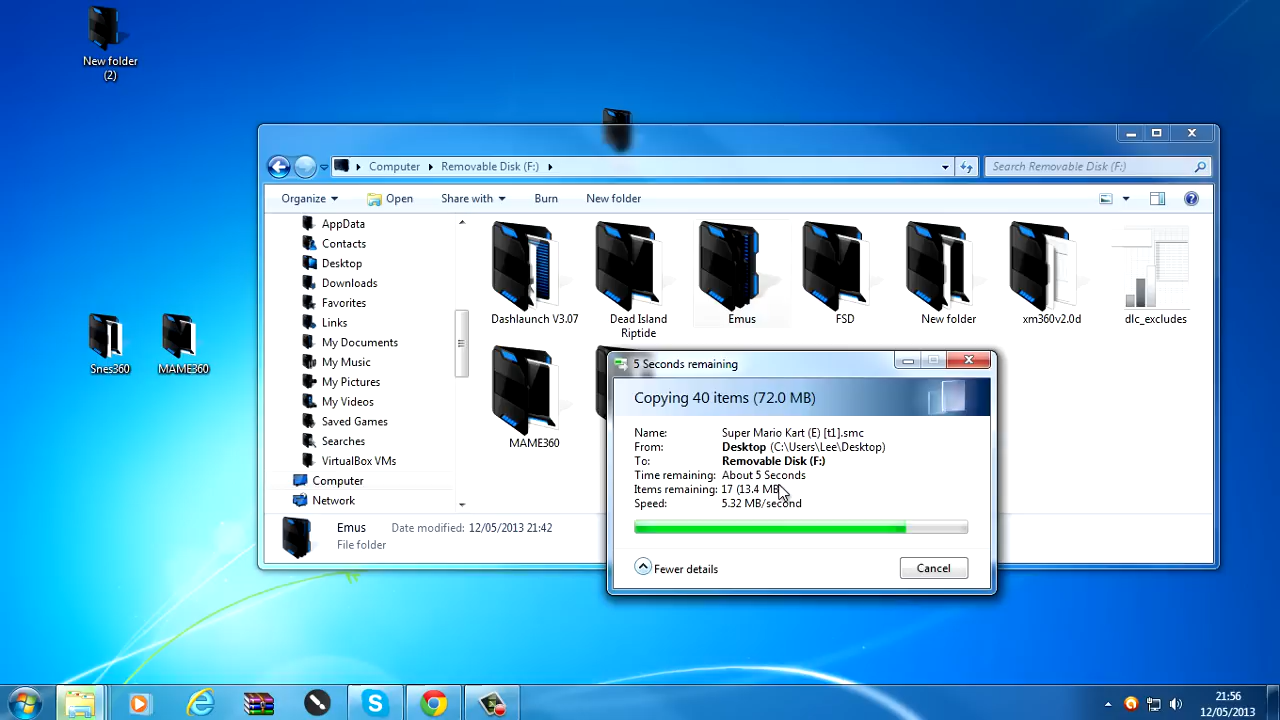 New folder
(2)
Snes360
MAME360
Computer
Removable Disk (F:)
Search Removable Disk (F:)
Organize
Open
Share with
Burn
New folder
AppData
Contacts
Desktop
Downloads
Favorites
Links
My Documents
My Music
My Pictures
My Videos
Saved Games
Searches
VirtualBox VMs
Computer
Network
Dashlaunch V3.07
Dead Island
Riptide
Emus
FSD
New folder
xm360v2.0d
dlc_excludes
MAME360
Emus
Date modified: 12/05/2013 21:42
File folder
5 Seconds remaining
Copying 40 items (72.0 MB)
Name: Super Mario Kart (E) [t1].smc
From: Desktop (C:\Users\Lee\Desktop)
To: Removable Disk (F:)
Time remaining: About 5 Seconds
Items remaining: 17 (13.4 MB)
Speed: 5.32 MB/second
Fewer details
Cancel
21:56
12/05/2013